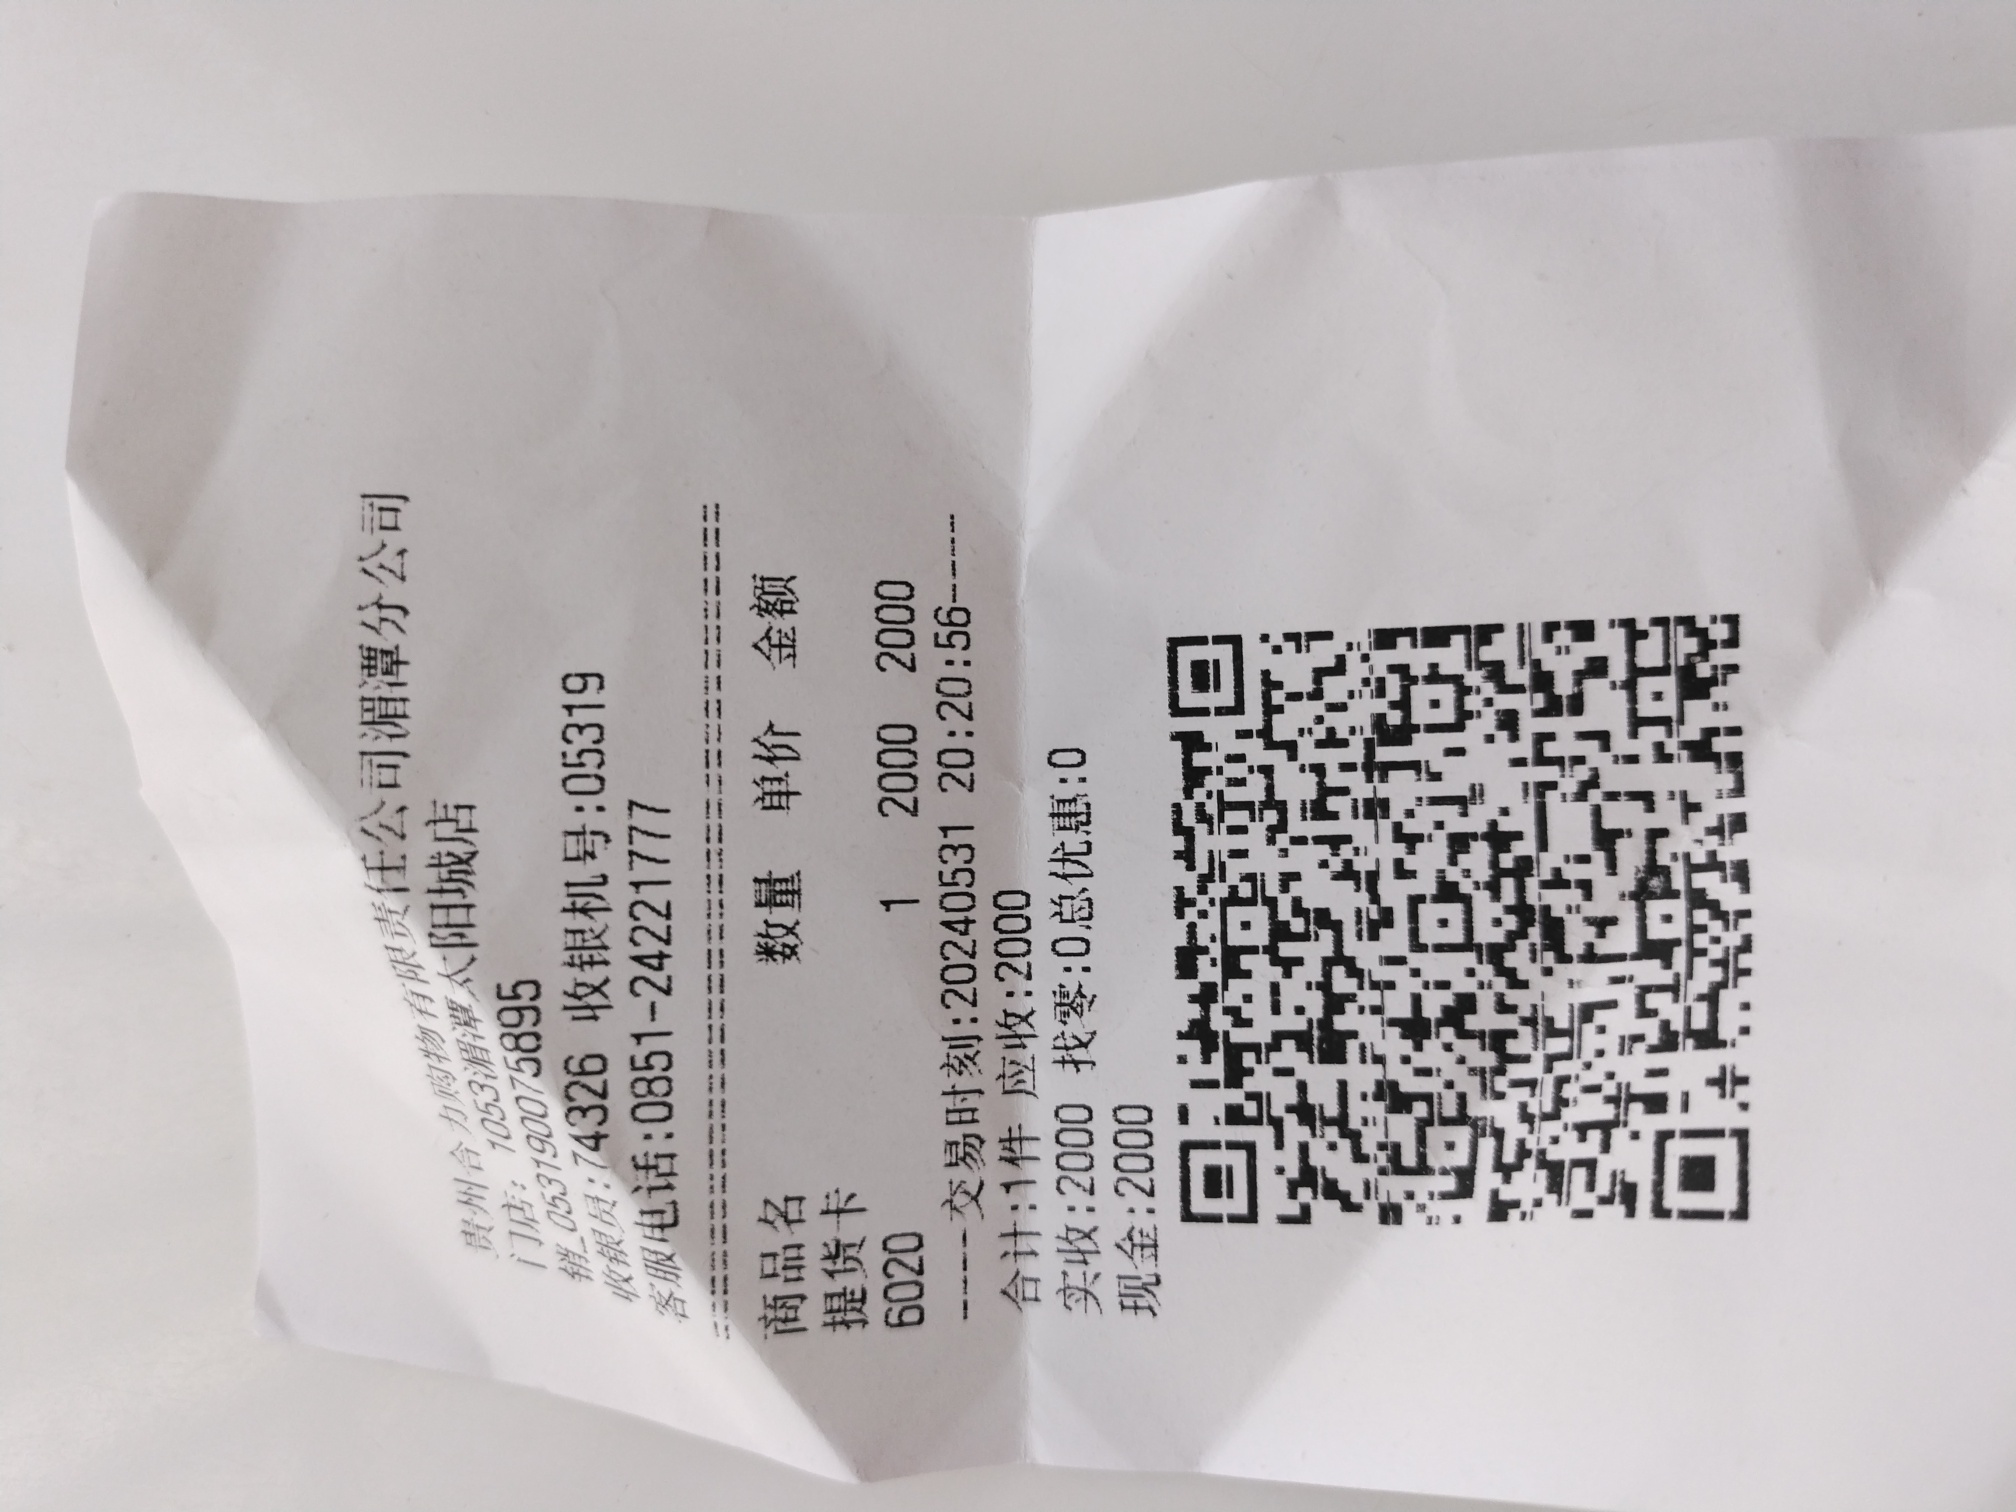 贵州合力购物有限责任公司湄潭分公司
门店: 1053湄潭太阳城店
销_0531900758895
收银员:74326 收银机号:05319
客服电话:0851-24221777
商品名 数量 单价 金额
提货卡
6020 1 2000 2000
-----交易时刻:20240531 20:20:56-----
合计:1件 应收:2000
实收:2000 找零:0总优惠:0
现金:2000